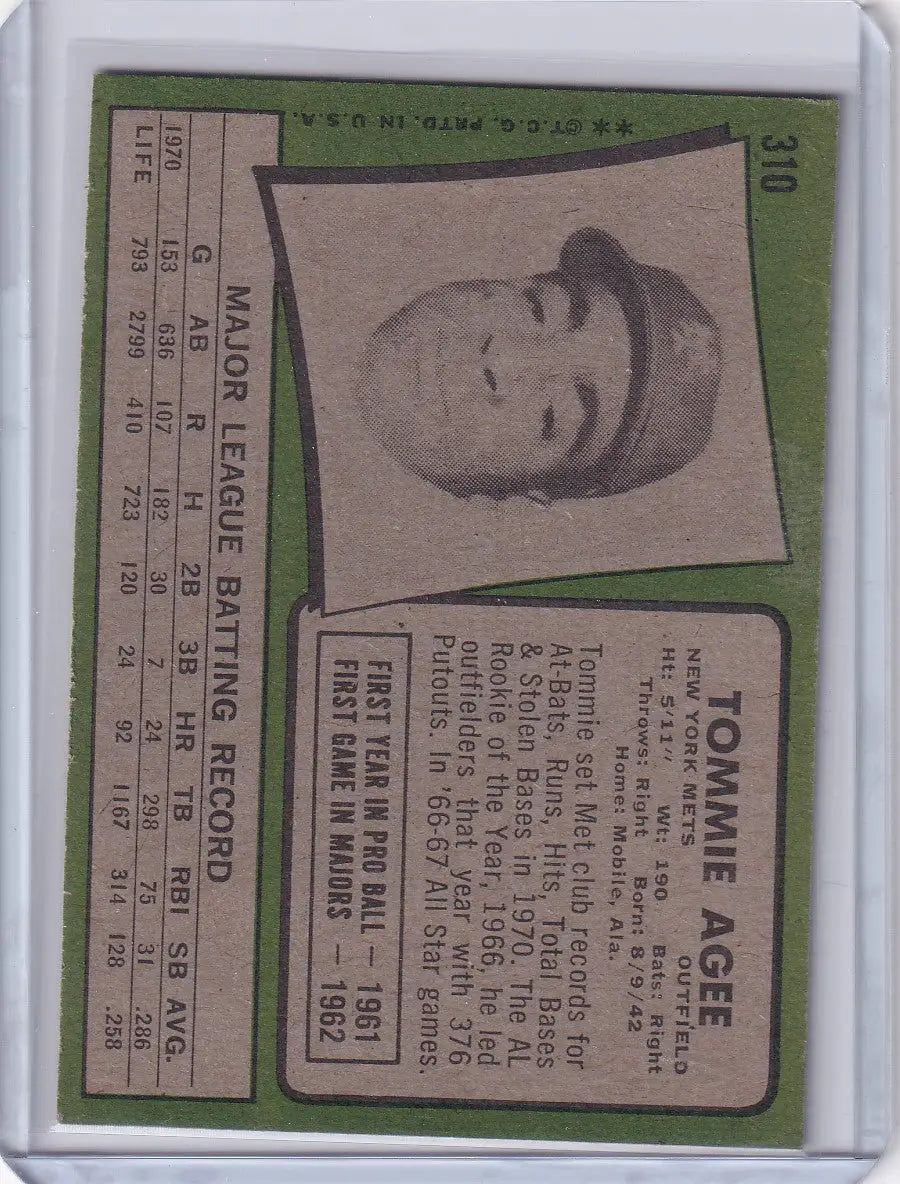 310
**©T.C.G. PRTD. IN U.S.A.
TOMMIE AGEE
NEW YORK METS OUTFIELD
Ht: 5'11" Wt: 190 Bats: Right
Throws: Right Born: 8/9/42
Home: Mobile, Ala.
Tommie set Met club records for
At-Bats, Runs, Hits, Total Bases
& Stolen Bases in 1970. The AL
Rookie of the Year, 1966, he led
outfielders that year with 376
Putouts. In '66-67 All Star games.
FIRST YEAR IN PRO BALL — 1961
FIRST GAME IN MAJORS — 1962
MAJOR LEAGUE BATTING RECORD
G AB R H 2B 3B HR TB RBI SB AVG.
1970 153 636 107 182 30 7 24 298 75 31 .286
LIFE 793 2799 410 723 120 24 92 1167 314 128 .258